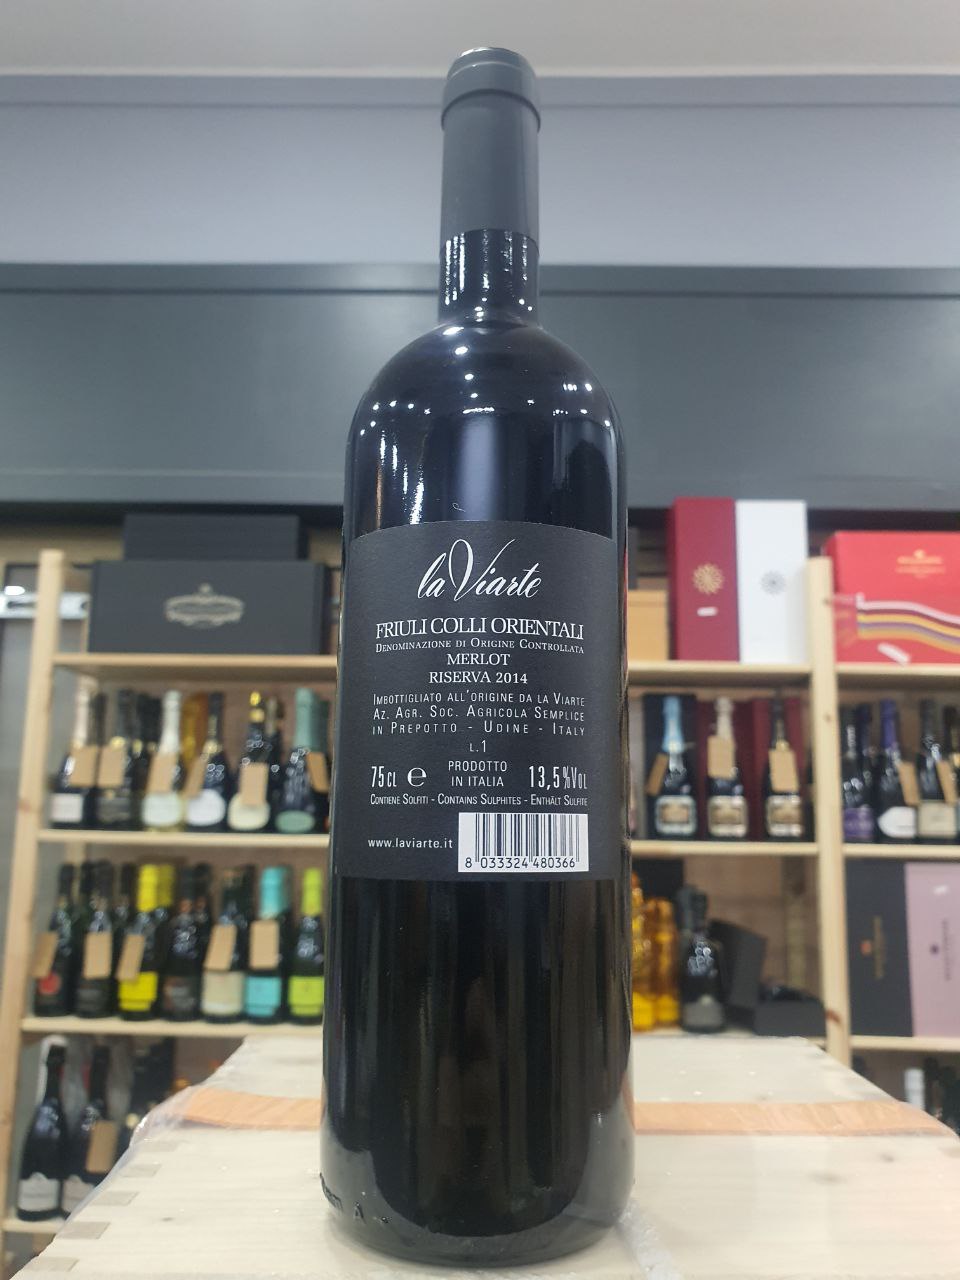 la Viarte
FRIULI COLLI ORIENTALI
DENOMINAZIONE DI ORIGINE CONTROLLATA
MERLOT
RISERVA 2014
IMBOTTIGLIATO ALL'ORIGINE DA LA VIARTE
AZ. AGR. SOC. AGRICOLA SEMPLICE
IN PREPOTTO - UDINE - ITALY
L.1
75CL e PRODOTTO IN ITALIA 13,5%VOL
CONTIENE SOLFITI - CONTAINS SULPHITES - ENTHÄLT SULFITE
www.laviarte.it
8 033324 480366